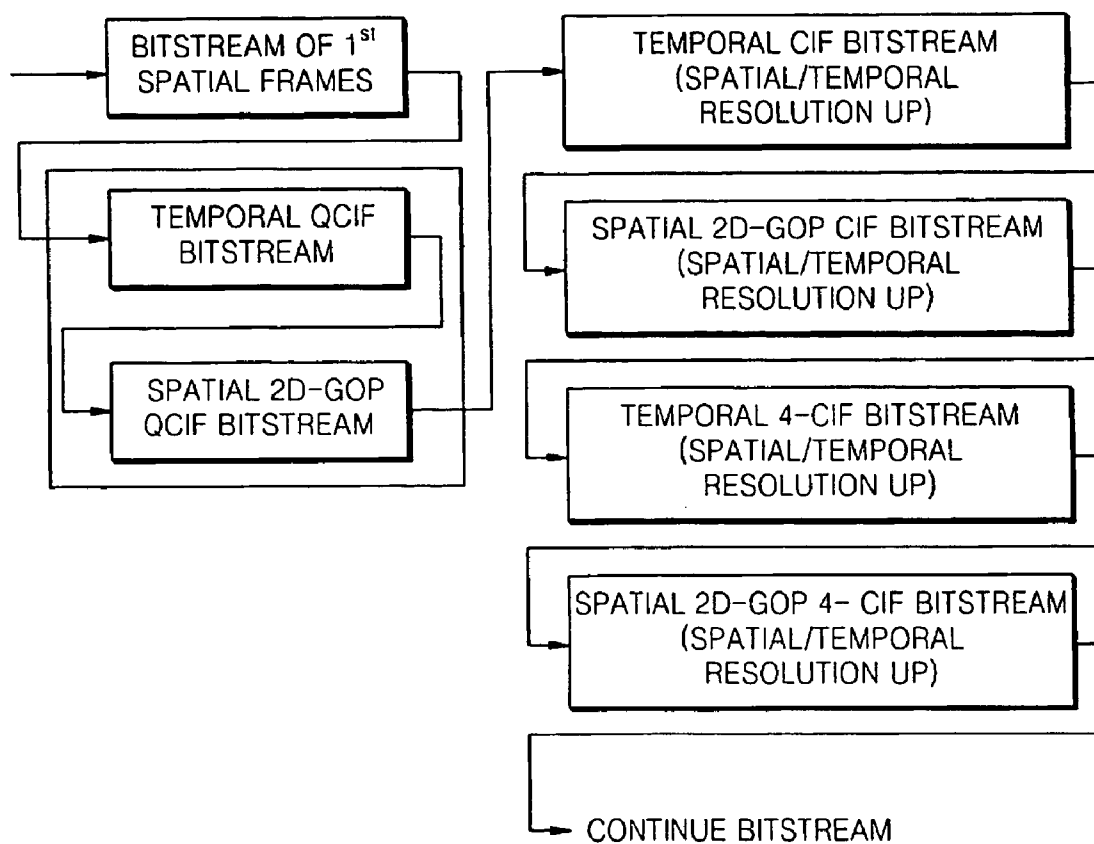 BITSTREAM OF 1st
SPATIAL FRAMES
TEMPORAL QCIF
BITSTREAM
SPATIAL 2D-GOP
QCIF BITSTREAM
TEMPORAL CIF BITSTREAM
(SPATIAL/TEMPORAL
RESOLUTION UP)
SPATIAL 2D-GOP CIF BITSTREAM
(SPATIAL/TEMPORAL
RESOLUTION UP)
TEMPORAL 4-CIF BITSTREAM
(SPATIAL/TEMPORAL
RESOLUTION UP)
SPATIAL 2D-GOP 4- CIF BITSTREAM
(SPATIAL/TEMPORAL
RESOLUTION UP)
CONTINUE BITSTREAM